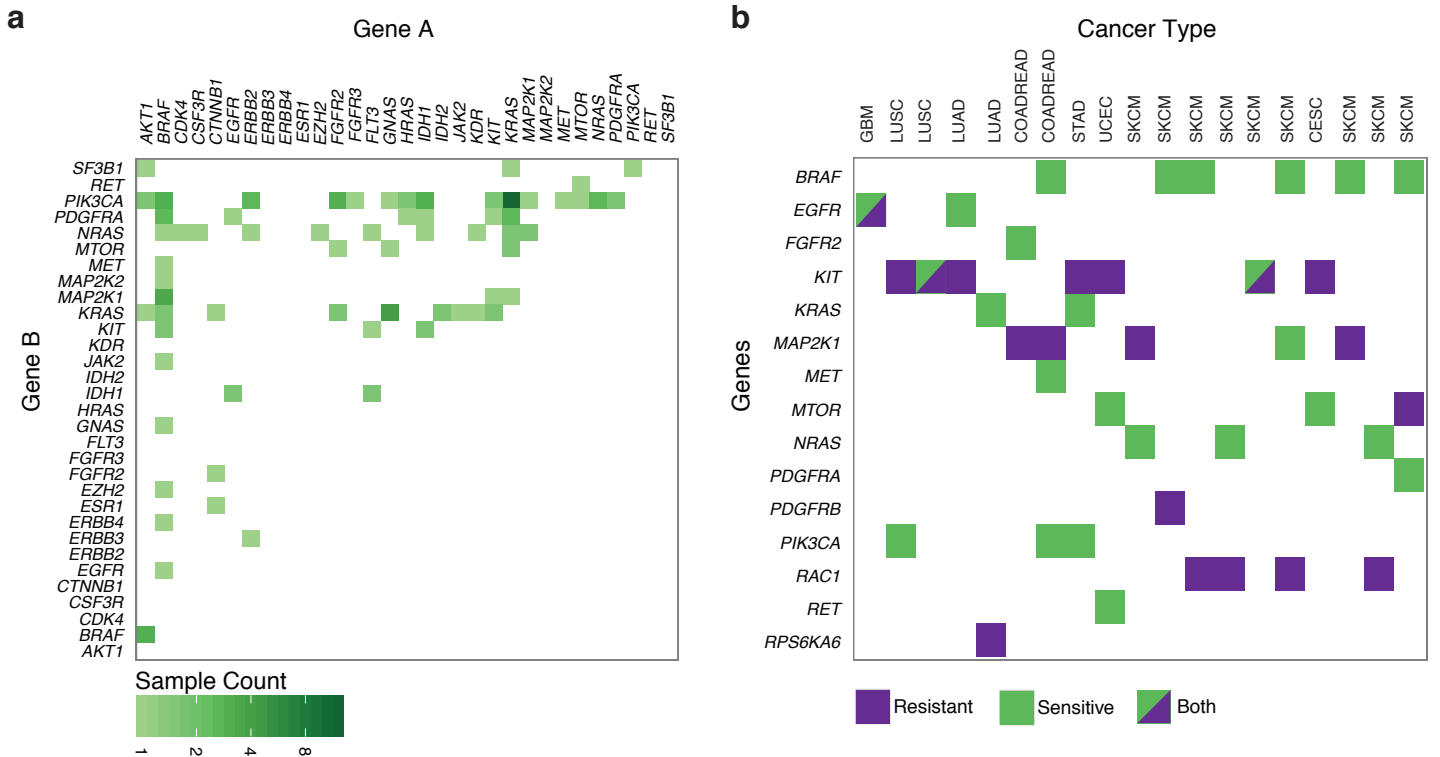 a
Gene A
AKT1
BRAF
CDK4
CSF3R
CTNNB1
EGFR
ERBB2
ERBB3
ERBB4
ESR1
EZH2
FGFR2
FGFR3
FLT3
GNAS
HRAS
IDH1
IDH2
JAK2
KDR
KIT
KRAS
MAP2K1
MAP2K2
MET
MTOR
NRAS
PDGFRA
PIK3CA
RET
SF3B1
Gene B
SF3B1
RET
PIK3CA
PDGFRA
NRAS
MTOR
MET
MAP2K2
MAP2K1
KRAS
KIT
KDR
JAK2
IDH2
IDH1
HRAS
GNAS
FLT3
FGFR3
FGFR2
EZH2
ESR1
ERBB4
ERBB3
ERBB2
EGFR
CTNNB1
CSF3R
CDK4
BRAF
AKT1
Sample Count
1
2
4
8
b
Cancer Type
GBM
LUSC
LUSC
LUAD
LUAD
COADREAD
COADREAD
STAD
UCEC
SKCM
SKCM
SKCM
SKCM
SKCM
SKCM
CESC
SKCM
SKCM
SKCM
Genes
BRAF
EGFR
FGFR2
KIT
KRAS
MAP2K1
MET
MTOR
NRAS
PDGFRA
PDGFRB
PIK3CA
RAC1
RET
RPS6KA6
Resistant
Sensitive
Both